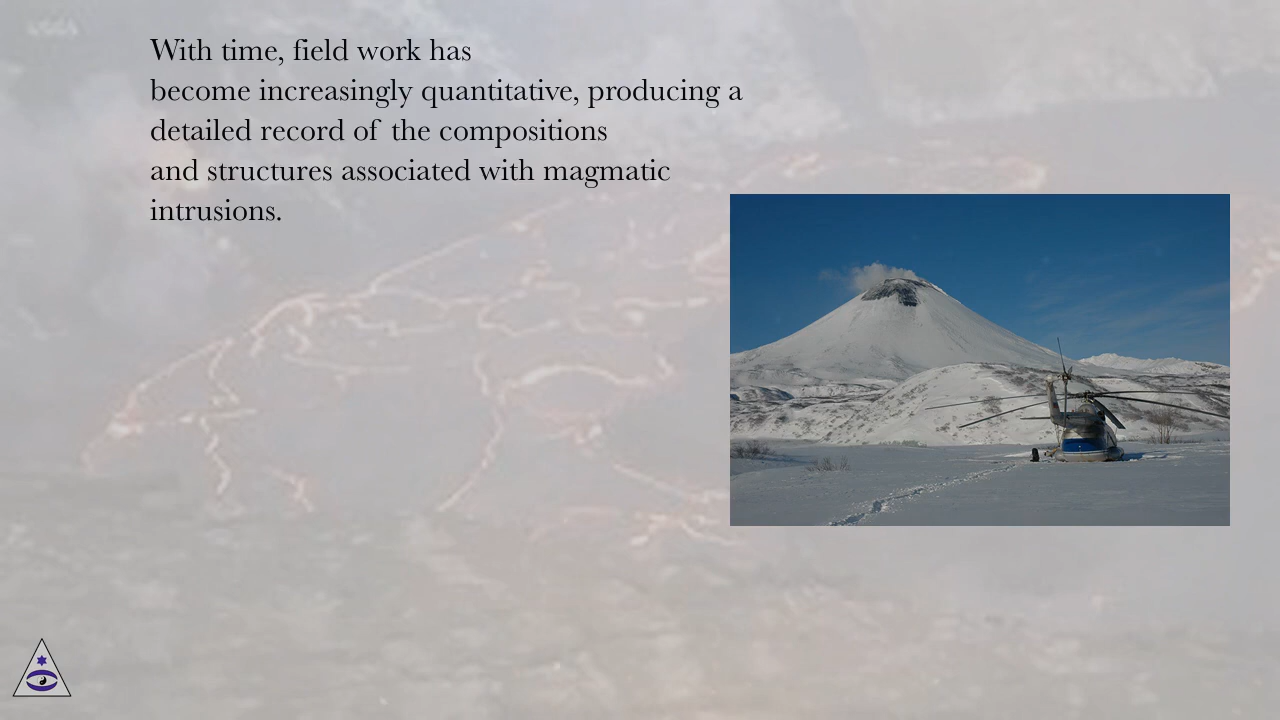 With time, field work has
become increasingly quantitative, producing a
detailed record of the compositions
and structures associated with magmatic
intrusions.